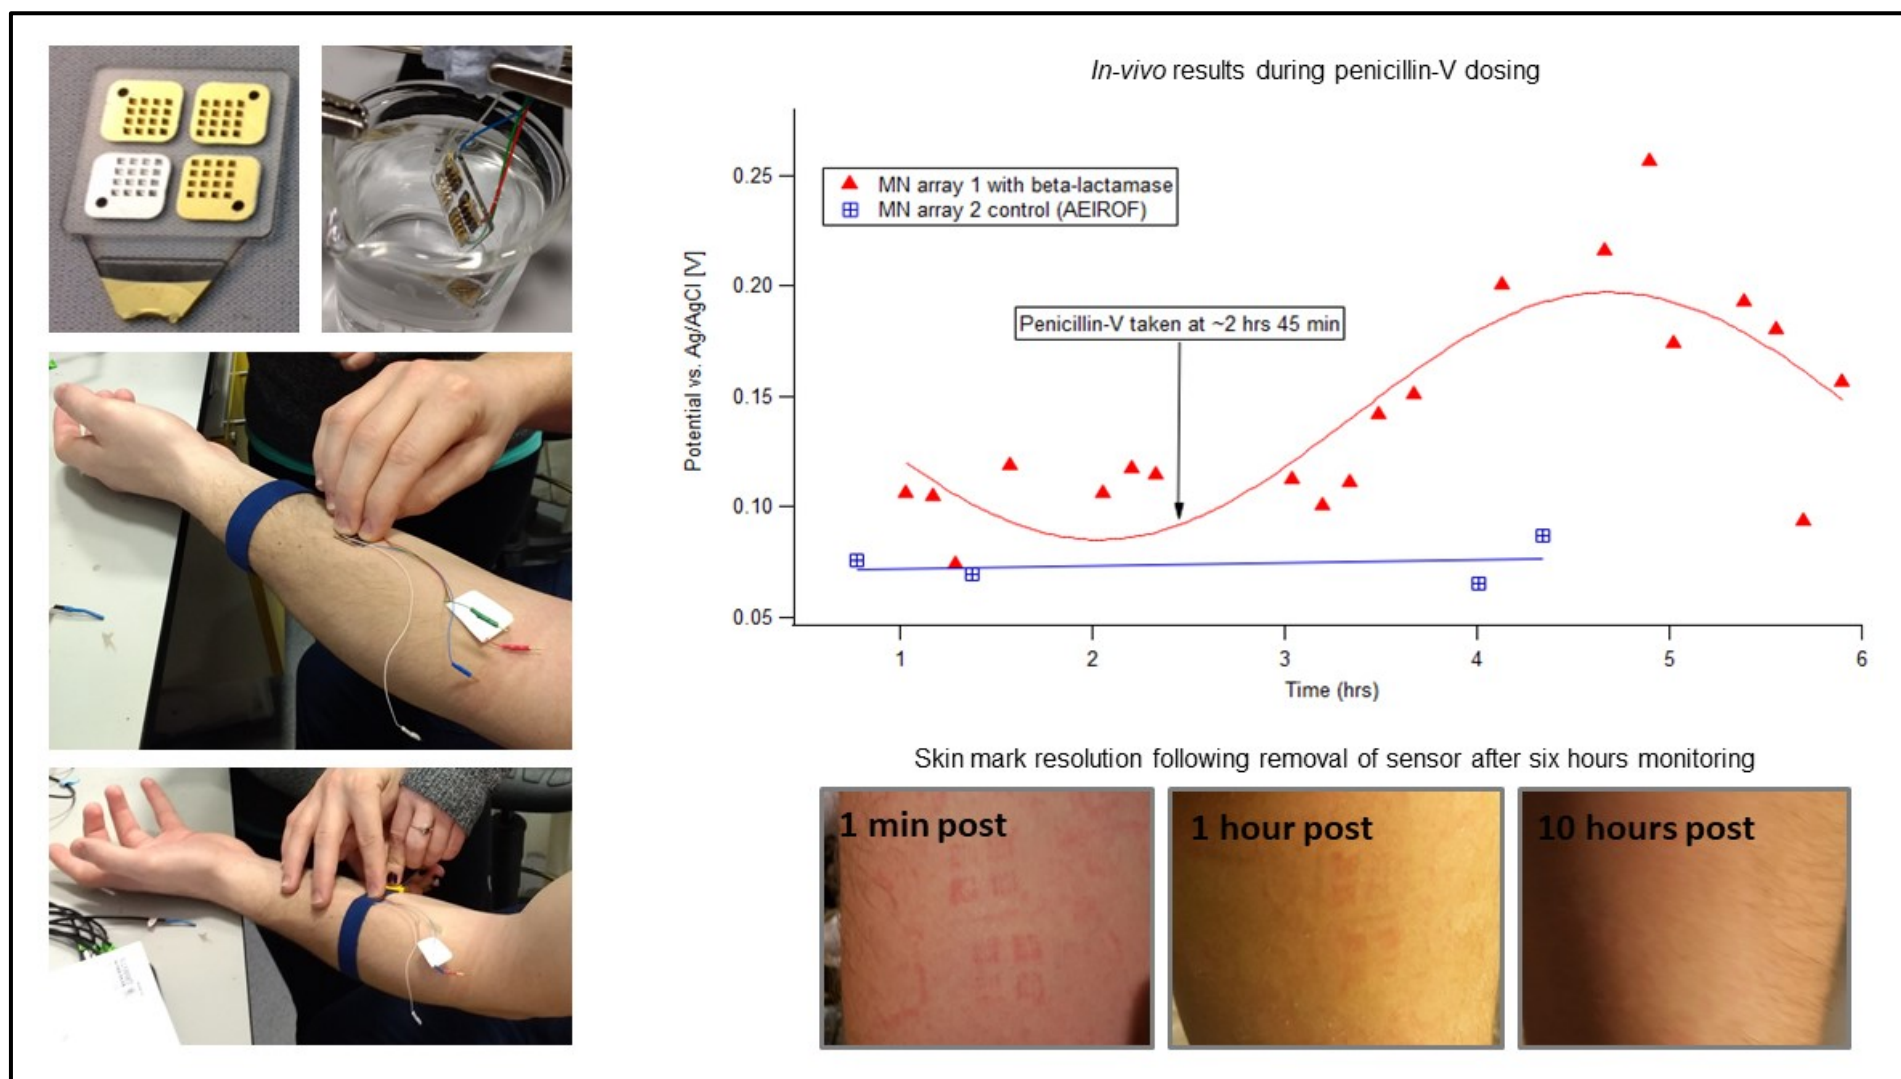 In-vivo results during penicillin-V dosing
MN array 1 with beta-lactamase
MN array 2 control (AEIROF)
Penicillin-V taken at ~2 hrs 45 min
Potential vs. Ag/AgCl [V]
0.25
0.20
0.15
0.10
0.05
1 2 3 4 5 6
Time (hrs)
Skin mark resolution following removal of sensor after six hours monitoring
1 min post
1 hour post
10 hours post